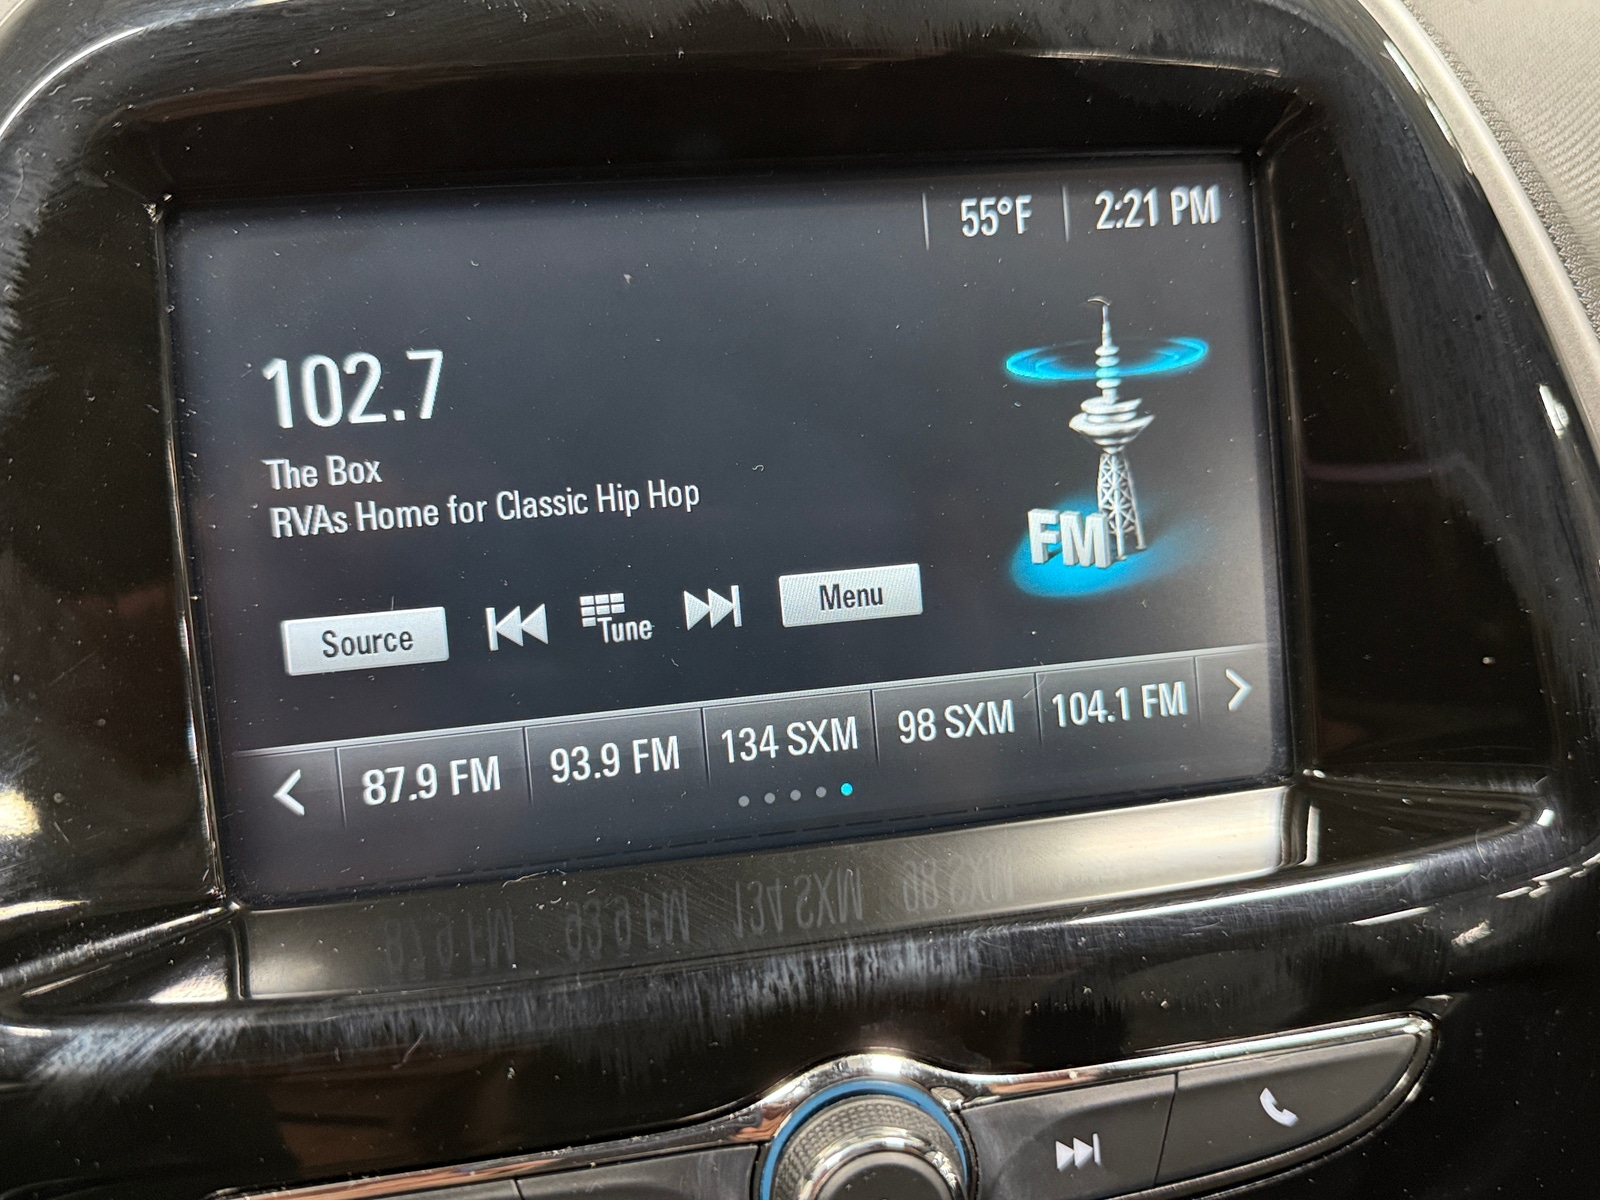 55°F 2:21 PM
102.7
The Box
RVAs Home for Classic Hip Hop
FM
Source Tune Menu
87.9 FM 93.9 FM 134 SXM 98 SXM 104.1 FM